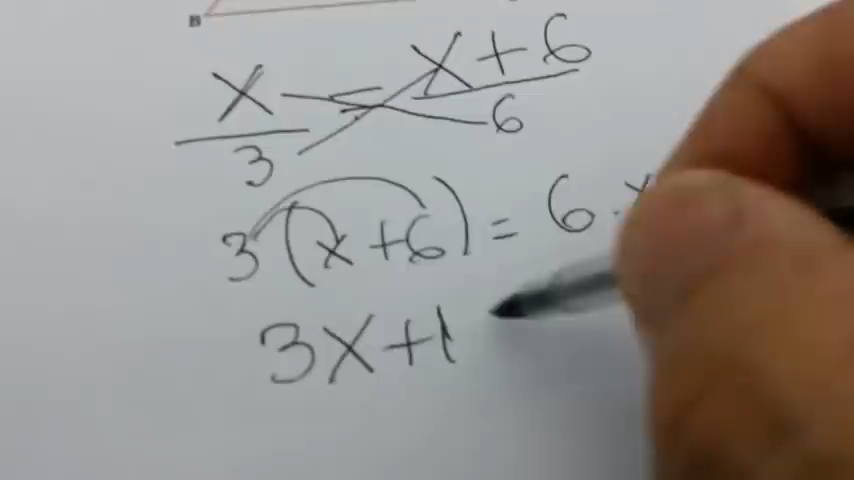 B
x/3 = x+6/6
3(x+6) = 6.x
3x+1